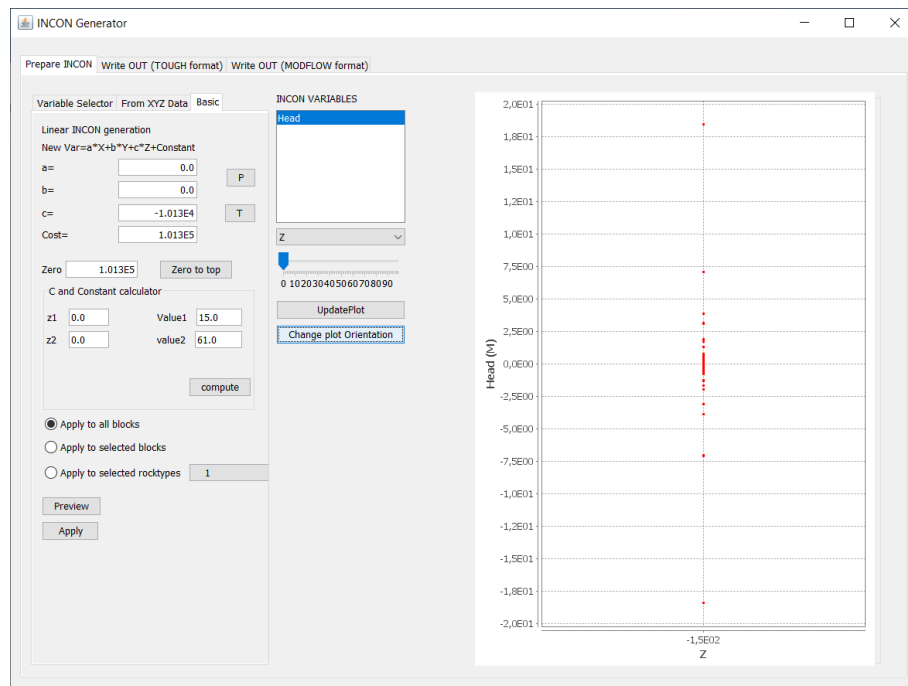 INCON Generator
Prepare INCON Write OUT (TOUGH format) Write OUT (MODFLOW format)
Variable Selector From XYZ Data Basic
Linear INCON generation
New Var=a*X+b*Y+c*Z+Constant
a= 0.0
P
b= 0.0
c= -1.013E4 T
Cost= 1.013E5
Zero 1.013E5 Zero to top
C and Constant calculator
z1 0.0 Value1 15.0
z2 0.0 value2 61.0
compute
Apply to all blocks
Apply to selected blocks
Apply to selected rocktypes 1
Preview
Apply
INCON VARIABLES
Head
Z
0 102030405060708090
UpdatePlot
Change plot Orientation
2,0E01
1,8E01
1,5E01
1,2E01
1,0E01
7,5E00
5,0E00
2,5E00
0,0E00
-2,5E00
-5,0E00
-7,5E00
-1,0E01
-1,2E01
-1,5E01
-1,8E01
-2,0E01
Head (M)
-1,5E02
Z